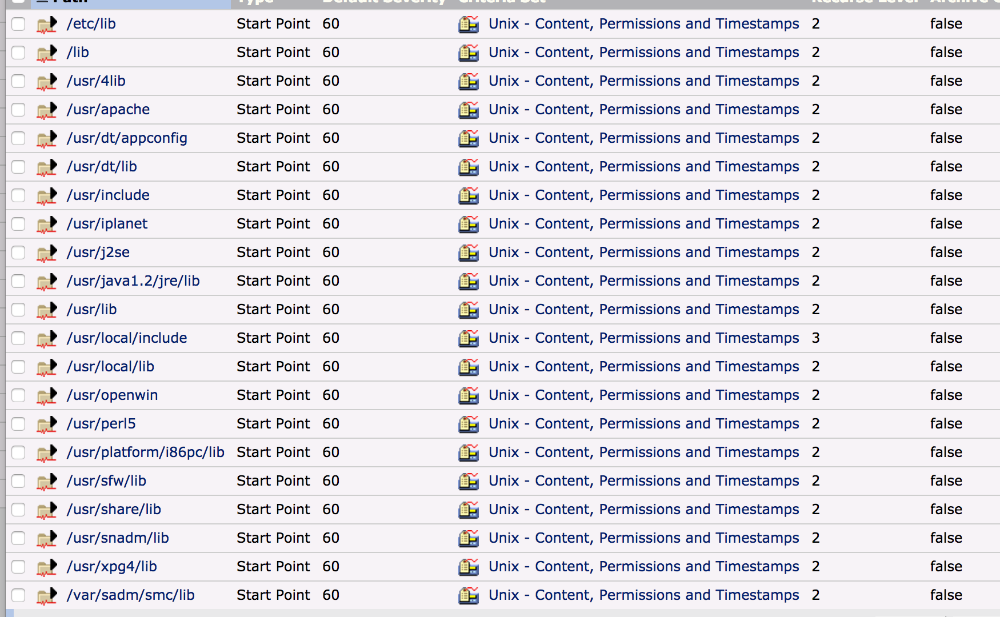 Path Type Default Severity Criteria Set Recurse Level Archive
/etc/lib Start Point 60 Unix - Content, Permissions and Timestamps 2 false
/lib Start Point 60 Unix - Content, Permissions and Timestamps 2 false
/usr/4lib Start Point 60 Unix - Content, Permissions and Timestamps 2 false
/usr/apache Start Point 60 Unix - Content, Permissions and Timestamps 2 false
/usr/dt/appconfig Start Point 60 Unix - Content, Permissions and Timestamps 2 false
/usr/dt/lib Start Point 60 Unix - Content, Permissions and Timestamps 2 false
/usr/include Start Point 60 Unix - Content, Permissions and Timestamps 2 false
/usr/iplanet Start Point 60 Unix - Content, Permissions and Timestamps 2 false
/usr/j2se Start Point 60 Unix - Content, Permissions and Timestamps 2 false
/usr/java1.2/jre/lib Start Point 60 Unix - Content, Permissions and Timestamps 2 false
/usr/lib Start Point 60 Unix - Content, Permissions and Timestamps 2 false
/usr/local/include Start Point 60 Unix - Content, Permissions and Timestamps 3 false
/usr/local/lib Start Point 60 Unix - Content, Permissions and Timestamps 2 false
/usr/openwin Start Point 60 Unix - Content, Permissions and Timestamps 2 false
/usr/perl5 Start Point 60 Unix - Content, Permissions and Timestamps 2 false
/usr/platform/i86pc/lib Start Point 60 Unix - Content, Permissions and Timestamps 2 false
/usr/sfw/lib Start Point 60 Unix - Content, Permissions and Timestamps 2 false
/usr/share/lib Start Point 60 Unix - Content, Permissions and Timestamps 2 false
/usr/snadm/lib Start Point 60 Unix - Content, Permissions and Timestamps 2 false
/usr/xpg4/lib Start Point 60 Unix - Content, Permissions and Timestamps 2 false
/var/sadm/smc/lib Start Point 60 Unix - Content, Permissions and Timestamps 2 false